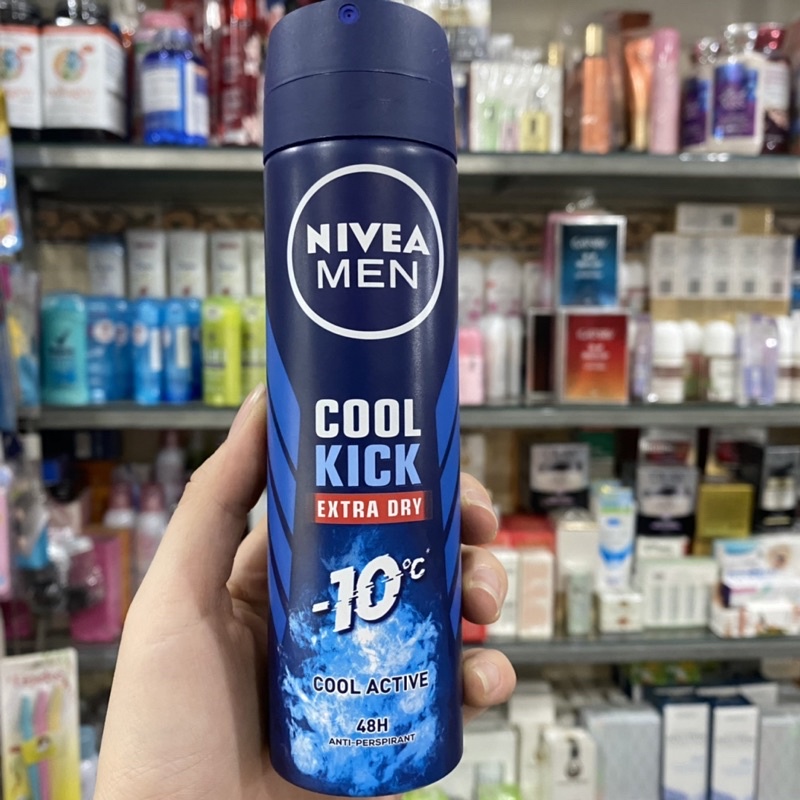 NIVEA
MEN
COOL
KICK
EXTRA DRY
-10°C*
COOL ACTIVE
48H
ANTI-PERSPIRANT